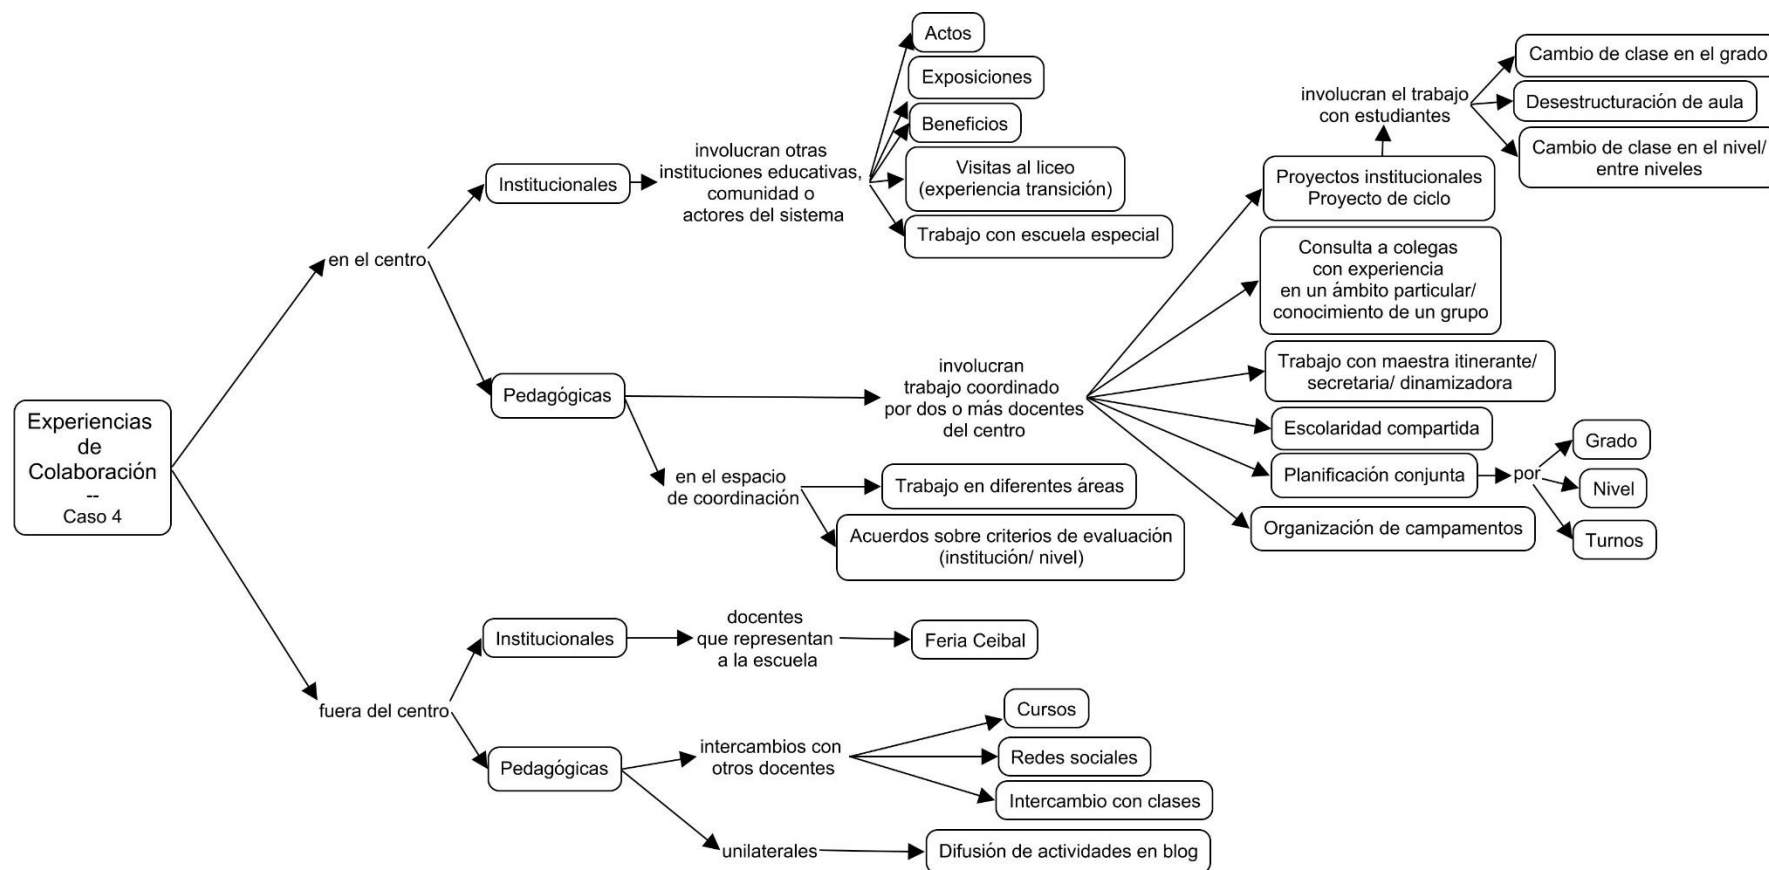 Experiencias
de
Colaboración
--
Caso 4
en el centro
Institucionales
involucran otras
instituciones educativas,
comunidad o
actores del sistema
Actos
Exposiciones
Beneficios
Visitas al liceo
(experiencia transición)
Trabajo con escuela especial
Pedagógicas
involucran
trabajo coordinado
por dos o más docentes
del centro
Proyectos institucionales
Proyecto de ciclo
involucran el trabajo
con estudiantes
Cambio de clase en el grado
Desestructuración de aula
Cambio de clase en el nivel/
entre niveles
Consulta a colegas
con experiencia
en un ámbito particular/
conocimiento de un grupo
Trabajo con maestra itinerante/
secretaria/ dinamizadora
Escolaridad compartida
Planificación conjunta
por
Grado
Nivel
Turnos
Organización de campamentos
en el espacio
de coordinación
Trabajo en diferentes áreas
Acuerdos sobre criterios de evaluación
(institución/ nivel)
fuera del centro
Institucionales
docentes
que representan
a la escuela
Feria Ceibal
Pedagógicas
intercambios con
otros docentes
Cursos
Redes sociales
Intercambio con clases
unilaterales
Difusión de actividades en blog